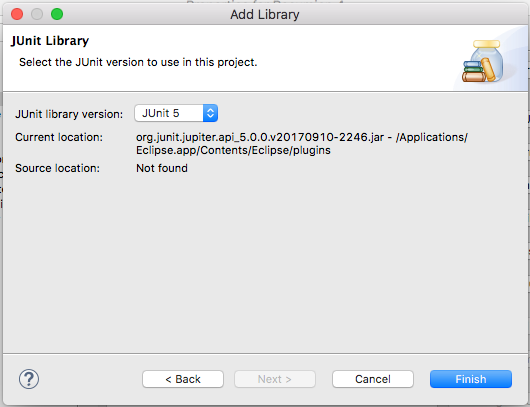 Add Library
JUnit Library
Select the JUnit version to use in this project.
JUnit library version: JUnit 5
Current location: org.junit.jupiter.api_5.0.0.v20170910-2246.jar - /Applications/
Eclipse.app/Contents/Eclipse/plugins
Source location: Not found
? < Back Next > Cancel Finish